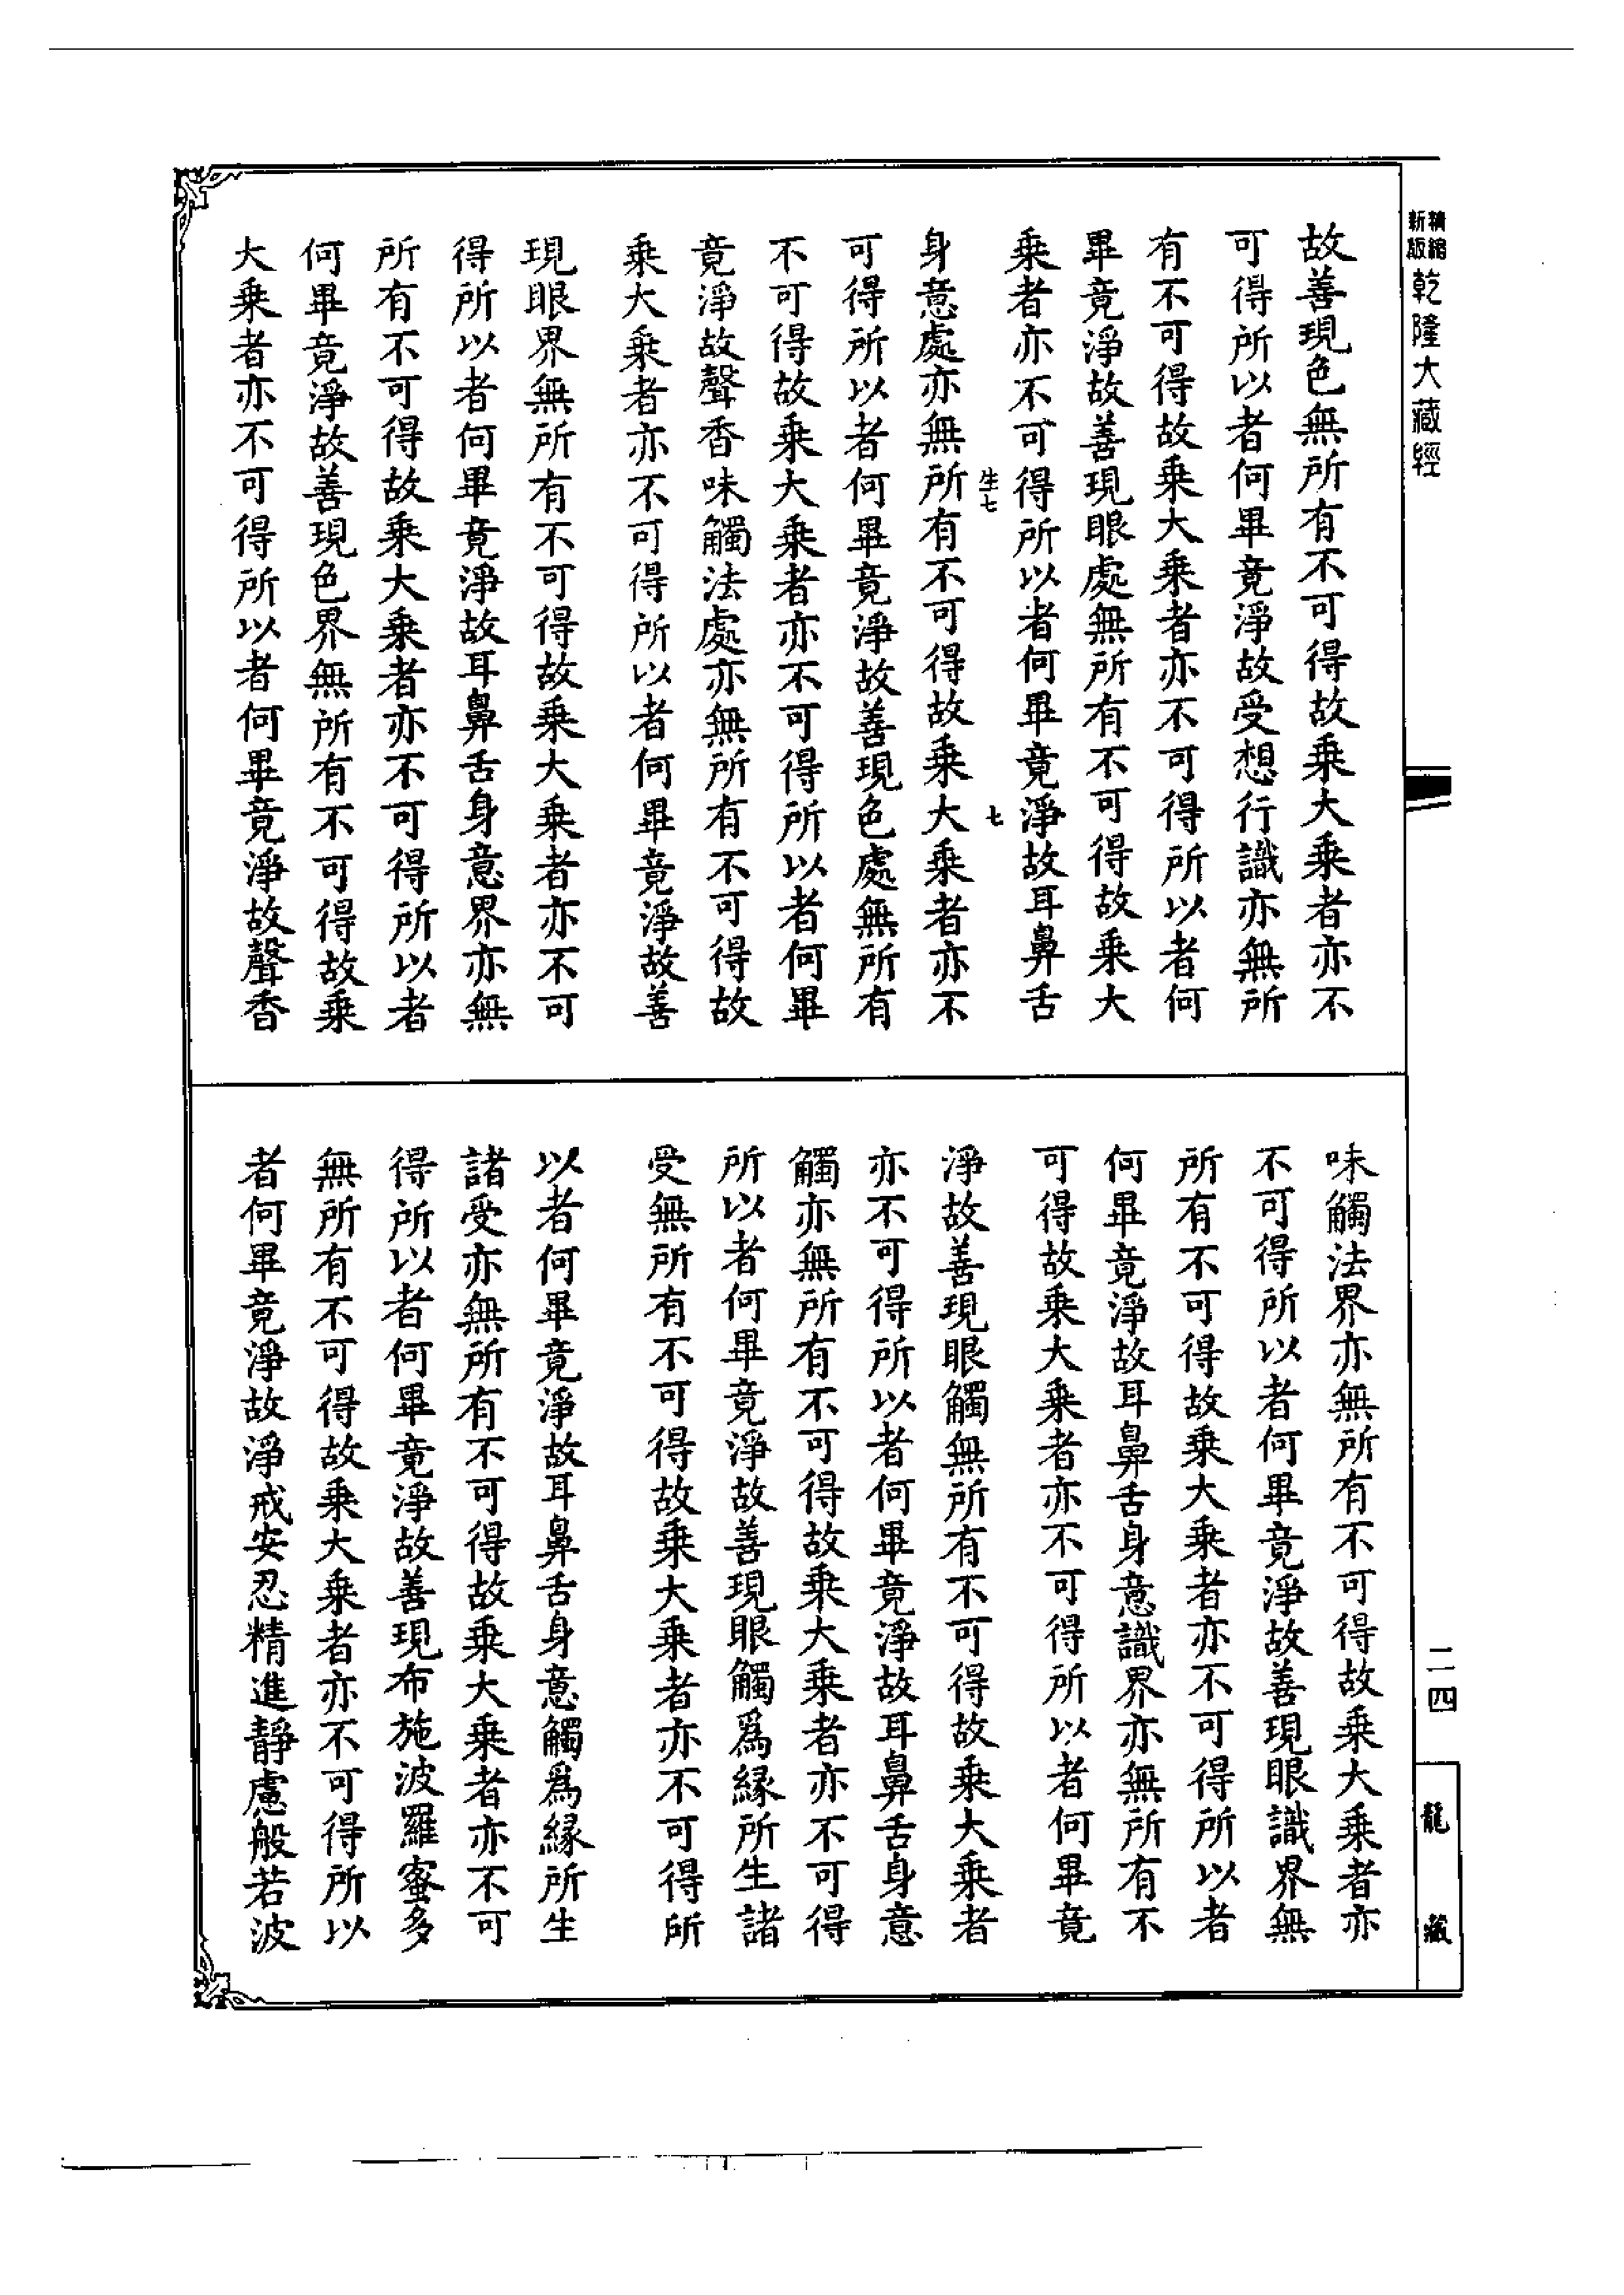 精縮新版乾隆大藏經
故善現色無所有不可得故乘大乘者亦不
可得所以者何畢竟淨故受想行識亦無所
有不可得故乘大乘者亦不可得所以者何
畢竟淨故善現眼處無所有不可得故乘大
乘者亦不可得所以者何畢竟淨故耳鼻舌
生七 七
身意處亦無所有不可得故乘大乘者亦不
可得所以者何畢竟淨故善現色處無所有
不可得故乘大乘者亦不可得所以者何畢
竟淨故聲香味觸法處亦無所有不可得故
乘大乘者亦不可得所以者何畢竟淨故善
現眼界無所有不可得故乘大乘者亦不可
得所以者何畢竟淨故耳鼻舌身意界亦無
所有不可得故乘大乘者亦不可得所以者
何畢竟淨故善現色界無所有不可得故乘
大乘者亦不可得所以者何畢竟淨故聲香
味觸法界亦無所有不可得故乘大乘者亦
不可得所以者何畢竟淨故善現眼識界無
所有不可得故乘大乘者亦不可得所以者
何畢竟淨故耳鼻舌身意識界亦無所有不
可得故乘大乘者亦不可得所以者何畢竟
淨故善現眼觸無所有不可得故乘大乘者
亦不可得所以者何畢竟淨故耳鼻舌身意
觸亦無所有不可得故乘大乘者亦不可得
所以者何畢竟淨故善現眼觸爲緣所生諸
受無所有不可得故乘大乘者亦不可得所
以者何畢竟淨故耳鼻舌身意觸爲緣所生
諸受亦無所有不可得故乘大乘者亦不可
得所以者何畢竟淨故善現布施波羅蜜多
無所有不可得故乘大乘者亦不可得所以
者何畢竟淨故淨戒安忍精進靜慮般若波
二四
龍藏